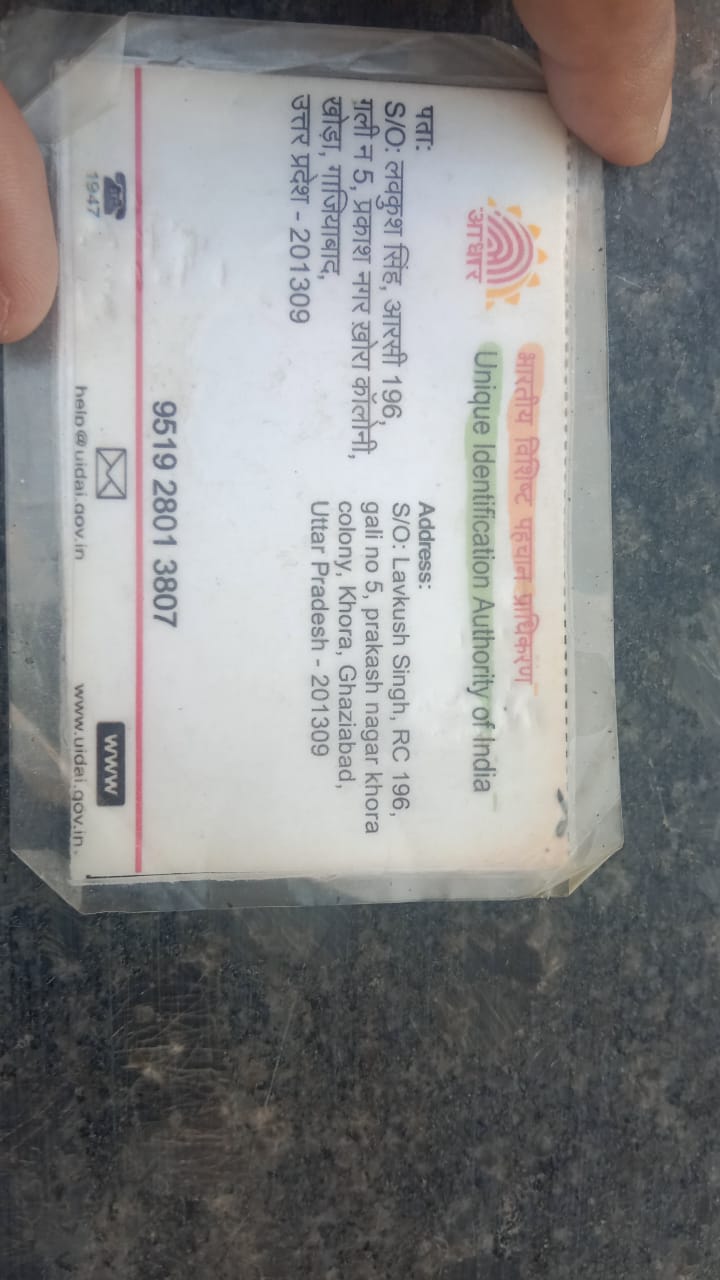 भारतीय विशिष्ट पहचान प्राधिकरण
Unique Identification Authority of India
आधार
पता:
S/O: लवकुश सिंह, आरसी 196,
गली न 5, प्रकाश नगर खोरा कॉलोनी,
खोड़ा, गाजियाबाद,
उत्तर प्रदेश - 201309
Address:
S/O: Lavkush Singh, RC 196,
gali no 5, prakash nagar khora
colony, Khora, Ghaziabad,
Uttar Pradesh - 201309
9519 2801 3807
1947
help@uidai.gov.in
www
www.uidai.gov.in